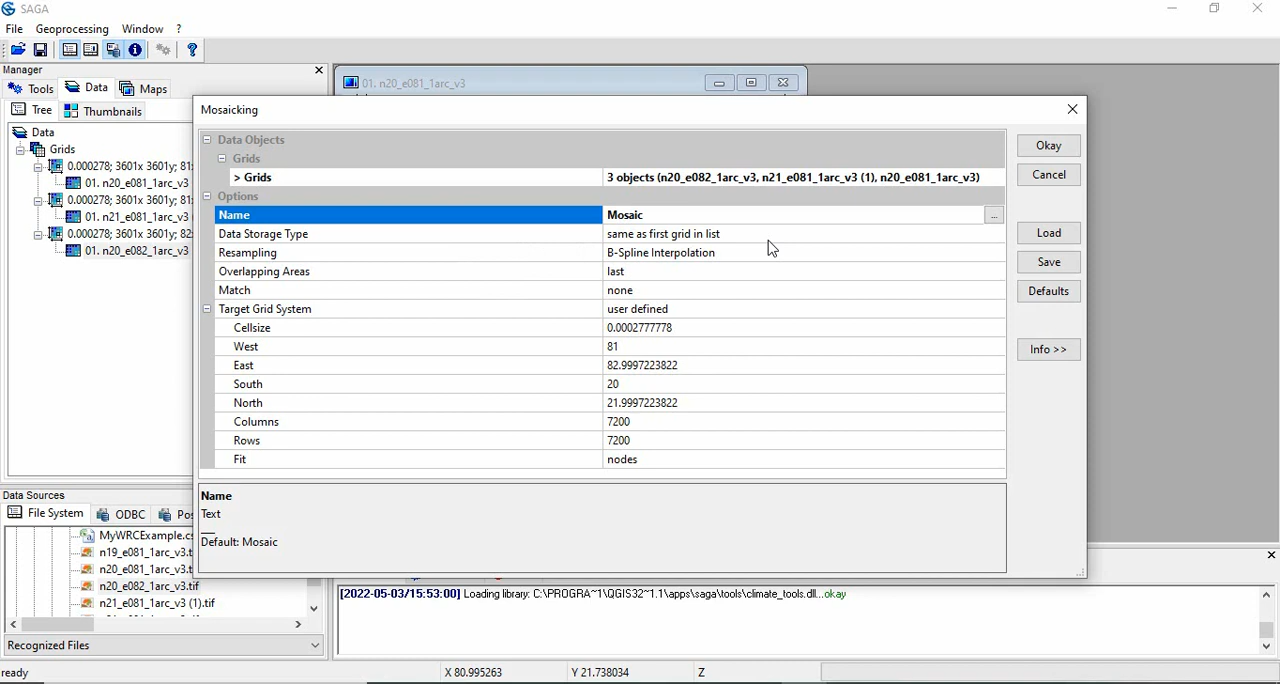 SAGA
File Geoprocessing Window ?
Manager
Tools Data Maps
Tree Thumbnails
Data
Grids
0.000278; 3601x 3601y; 81
01. n20_e081_1arc_v3
0.000278; 3601x 3601y; 81
01. n21_e081_1arc_v3
0.000278; 3601x 3601y; 82
01. n20_e082_1arc_v3
01. n20_e081_1arc_v3
Mosaicking
Data Objects
Grids
> Grids 3 objects (n20_e082_1arc_v3, n21_e081_1arc_v3 (1), n20_e081_1arc_v3)
Options
Name Mosaic ...
Data Storage Type same as first grid in list
Resampling B-Spline Interpolation
Overlapping Areas last
Match none
Target Grid System user defined
Cellsize 0.0002777778
West 81
East 82.9997223822
South 20
North 21.9997223822
Columns 7200
Rows 7200
Fit nodes
Okay
Cancel
Load
Save
Defaults
Info >>
Name
Text
Default: Mosaic
Data Sources
File System ODBC Pos
MyWRCExample.cs
n19_e081_1arc_v3.t
n20_e081_1arc_v3.t
n20_e082_1arc_v3.tif
n21_e081_1arc_v3 (1).tif
Recognized Files
[2022-05-03/15:53:00] Loading library: C:\PROGRA~1\QGIS32~1.1\apps\saga\tools\climate_tools.dll...okay
ready X 80.995263 Y 21.738034 Z